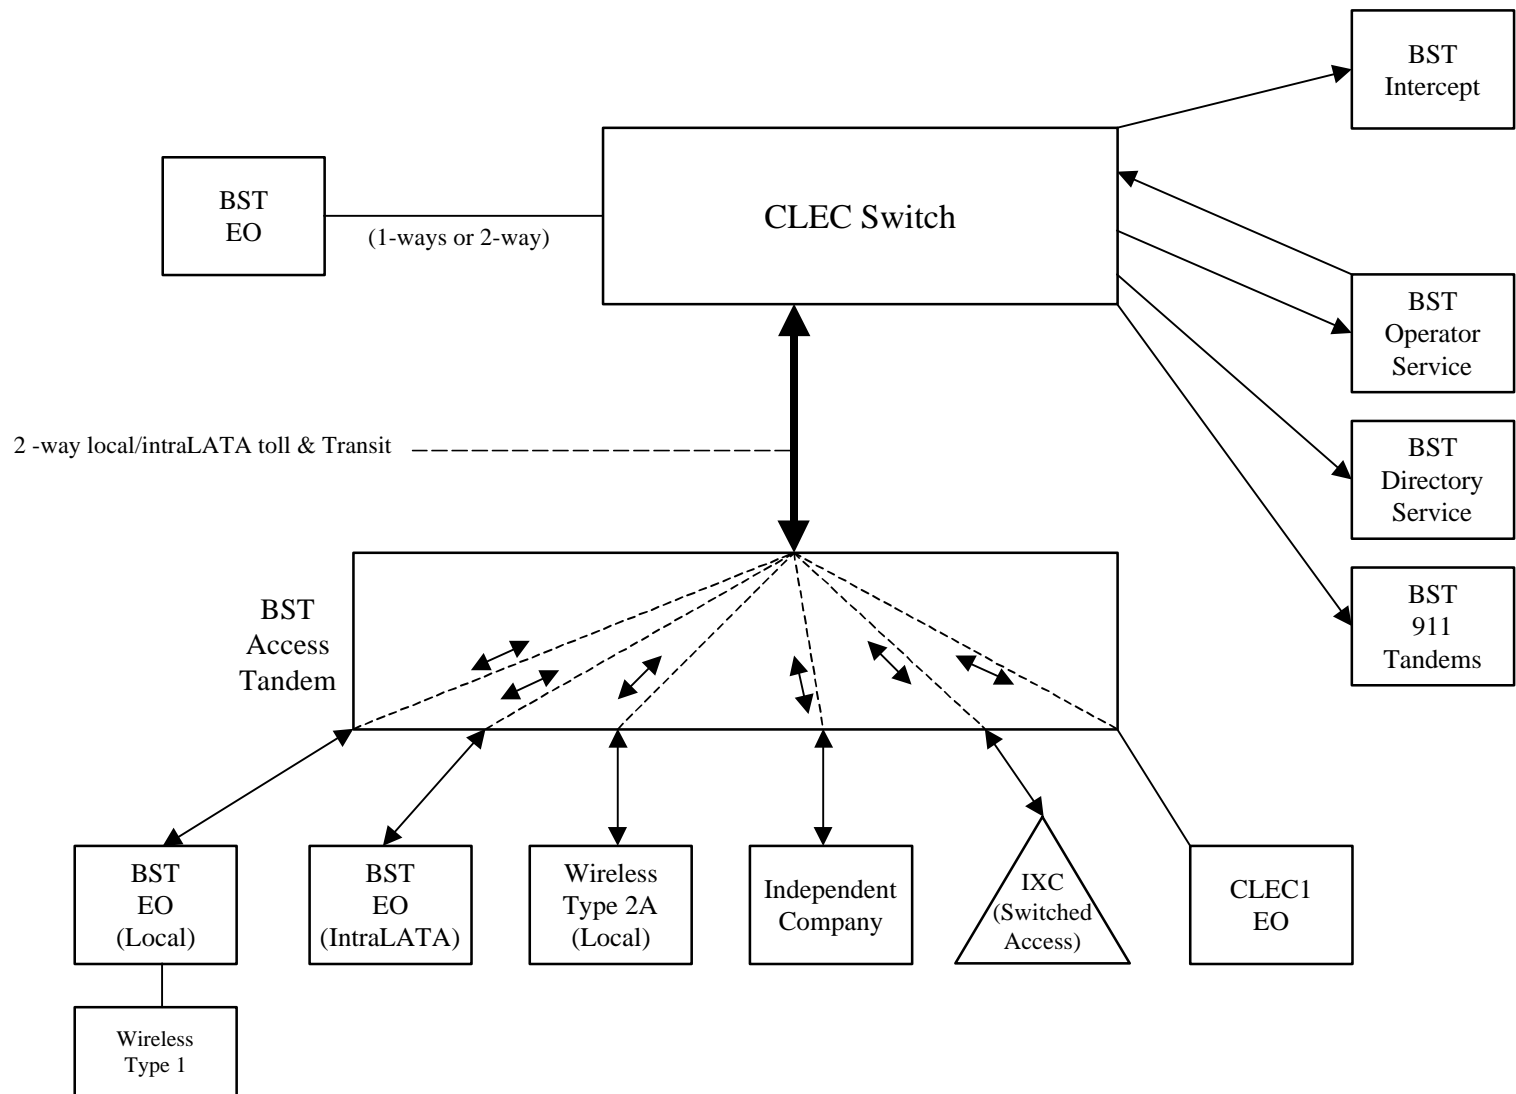 BST
Intercept
BST
EO
(1-ways or 2-way)
CLEC Switch
BST
Operator
Service
2 -way local/intraLATA toll & Transit
BST
Directory
Service
BST
Access
Tandem
BST
911
Tandems
BST
EO
(Local)
BST
EO
(IntraLATA)
Wireless
Type 2A
(Local)
Independent
Company
IXC
(Switched
Access)
CLEC1
EO
Wireless
Type 1